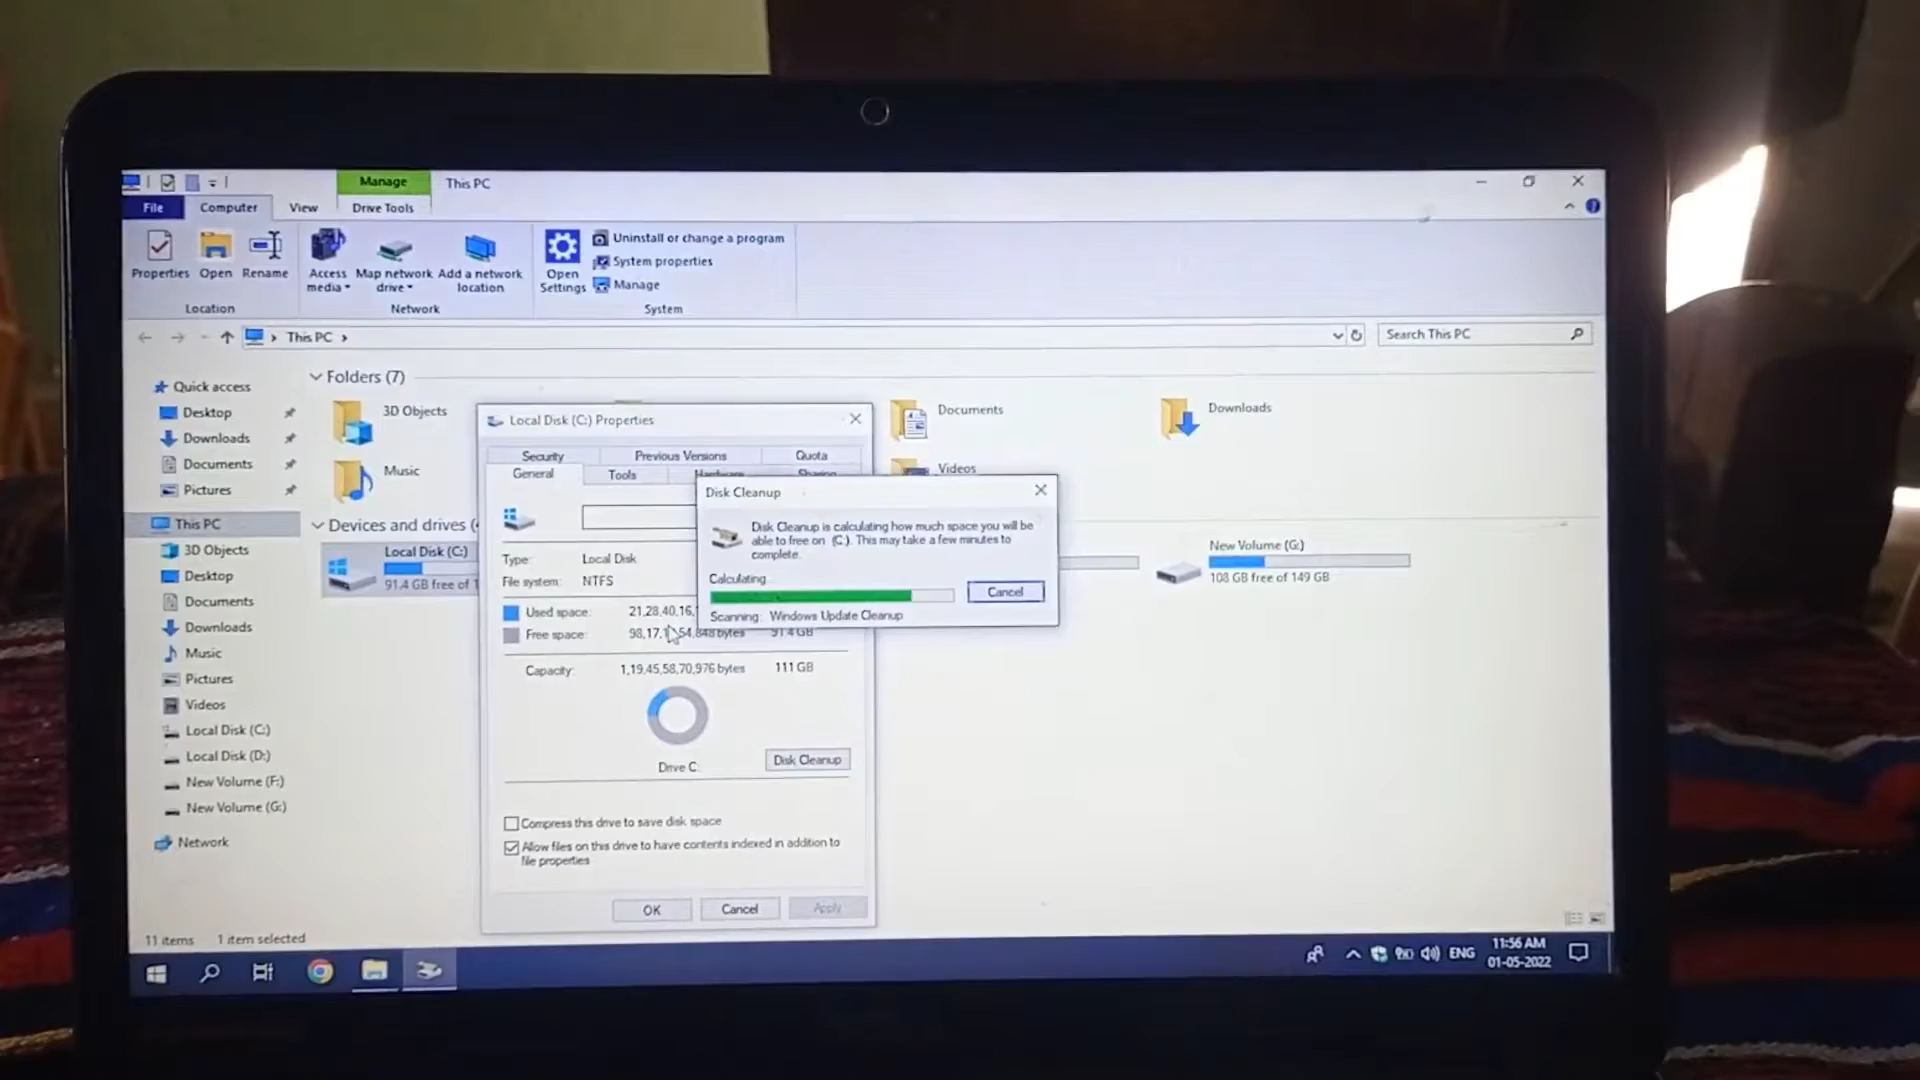 Manage
This PC
File
Computer
View
Drive Tools
Properties
Open
Rename
Access media
Map network drive
Add a network location
Open Settings
Uninstall or change a program
System properties
Manage
Location
Network
System
This PC
Search This PC
Quick access
Desktop
Downloads
Documents
Pictures
This PC
3D Objects
Desktop
Documents
Downloads
Music
Pictures
Videos
Local Disk (C:)
Local Disk (D:)
New Volume (F:)
New Volume (G:)
Network
Folders (7)
3D Objects
Documents
Downloads
Music
Videos
Devices and drives
Local Disk (C:)
91.4 GB free of
New Volume (G:)
108 GB free of 149 GB
Local Disk (C:) Properties
Security
Previous Versions
Quota
General
Tools
Hardware
Sharing
Type:
Local Disk
File system:
NTFS
Used space:
21,28,40,16,
Free space:
bytes
91.4 GB
Capacity:
1,19,45,58,70,976 bytes
111 GB
Drive C:
Disk Cleanup
Compress this drive to save disk space
Allow files on this drive to have contents indexed in addition to
file properties
OK
Cancel
Apply
Disk Cleanup
Disk Cleanup is calculating how much space you will be
able to free on (C:). This may take a few minutes to
complete.
Calculating...
Cancel
Scanning: Windows Update Cleanup
11 items
1 item selected
ENG
11:56 AM
01-05-2022